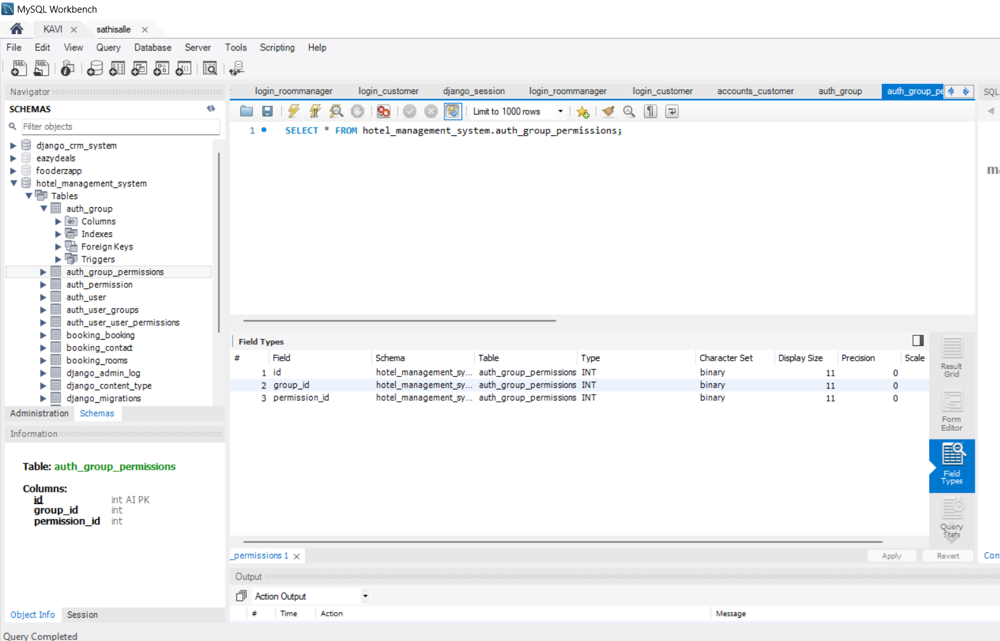 MySQL Workbench
KAVI sathisalle
File Edit View Query Database Server Tools Scripting Help
Navigator
SCHEMAS
Filter objects
django_crm_system
eazydeals
fooderzapp
hotel_management_system
Tables
auth_group
Columns
Indexes
Foreign Keys
Triggers
auth_group_permissions
auth_permission
auth_user
auth_user_groups
auth_user_user_permissions
booking_booking
booking_contact
booking_rooms
django_admin_log
django_content_type
django_migrations
Administration Schemas
Information
Table: auth_group_permissions
Columns:
id int AI PK
group_id int
permission_id int
Object Info Session
Query Completed
login_roommanager login_customer django_session login_roommanager login_customer accounts_customer auth_group auth_group_pe
Limit to 1000 rows
1 SELECT * FROM hotel_management_system.auth_group_permissions;
Field Types
# Field Schema Table Type Character Set Display Size Precision Scale
1 id hotel_management_sy... auth_group_permissions INT binary 11 0
2 group_id hotel_management_sy... auth_group_permissions INT binary 11 0
3 permission_id hotel_management_sy... auth_group_permissions INT binary 11 0
Result
Grid
Form
Editor
Field
Types
Query
Stats
_permissions 1
Apply Revert
Output
Action Output
# Time Action Message
SQL
ma
Con